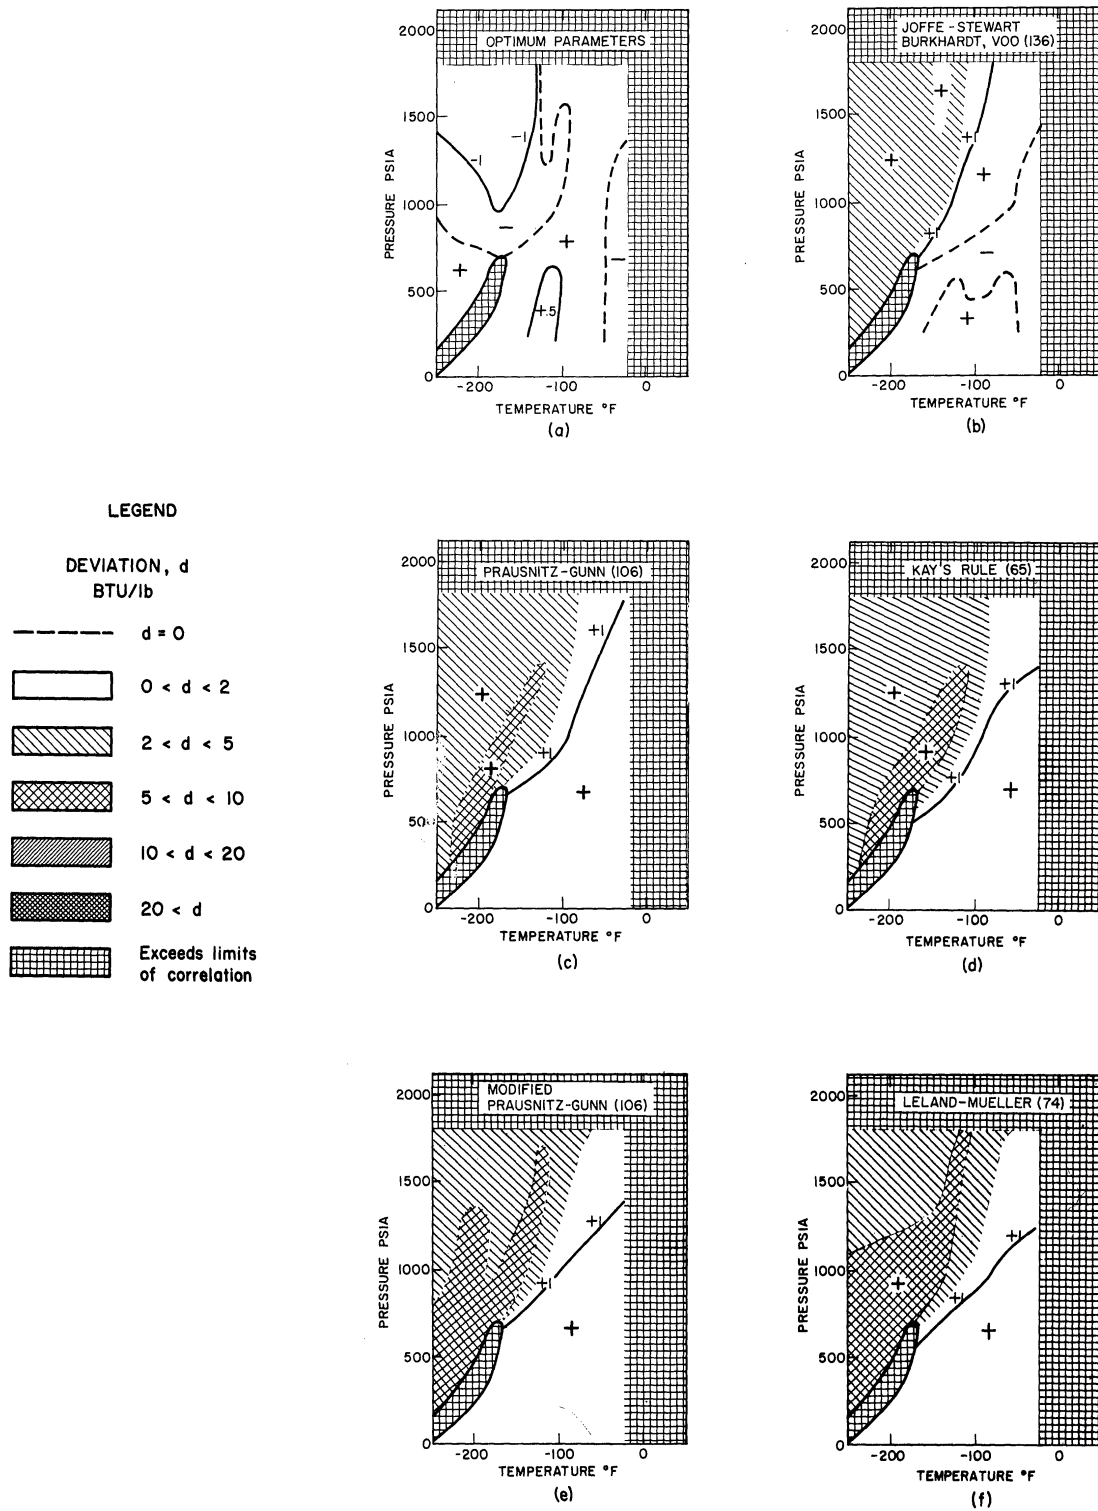 OPTIMUM PARAMETERS
2000
1500
1000
500
0
PRESSURE PSIA
-1
-1
−
+
+
−
+.5
-200
-100
0
TEMPERATURE °F
(a)
JOFFE-STEWART
BURKHARDT, VOO (136)
2000
1500
1000
500
0
PRESSURE PSIA
+
+
+1
+
+1
−
+
-200
-100
0
TEMPERATURE °F
(b)
LEGEND
DEVIATION, d
BTU/lb
d = 0
0 < d < 2
2 < d < 5
5 < d < 10
10 < d < 20
20 < d
Exceeds limits
of correlation
PRAUSNITZ-GUNN (106)
2000
1500
1000
500
0
PRESSURE PSIA
+1
+
+1
+
+
-200
-100
0
TEMPERATURE °F
(c)
KAY'S RULE (65)
2000
1500
1000
500
0
PRESSURE PSIA
+
+1
+
+1
+
-200
-100
0
TEMPERATURE °F
(d)
MODIFIED
PRAUSNITZ-GUNN (106)
2000
1500
1000
500
0
PRESSURE PSIA
+1
+1
+
-200
-100
0
TEMPERATURE °F
(e)
LELAND-MUELLER (74)
2000
1500
1000
500
0
PRESSURE PSIA
+1
+
+1
+
-200
-100
0
TEMPERATURE °F
(f)